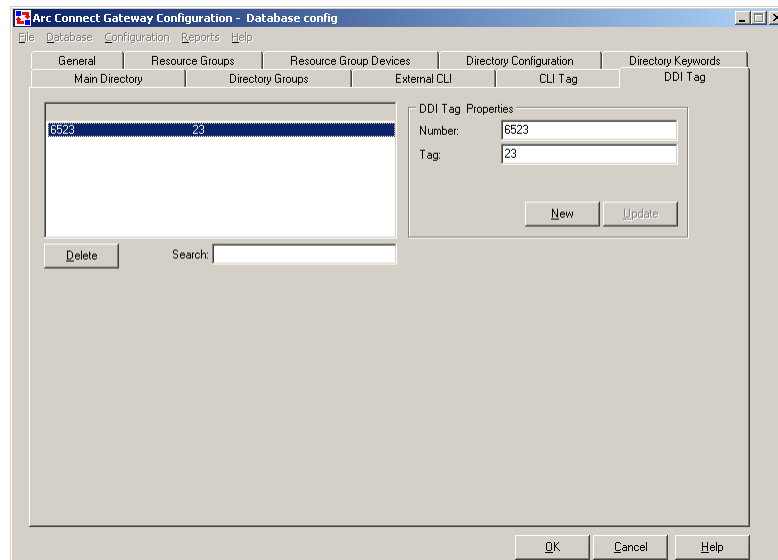 Arc Connect Gateway Configuration - Database config
File Database Configuration Reports Help
General Resource Groups Resource Group Devices Directory Configuration Directory Keywords
Main Directory Directory Groups External CLI CLI Tag DDI Tag
DDI Tag Properties
6523 23
Number: 6523
Tag: 23
New Update
Delete Search:
OK Cancel Help